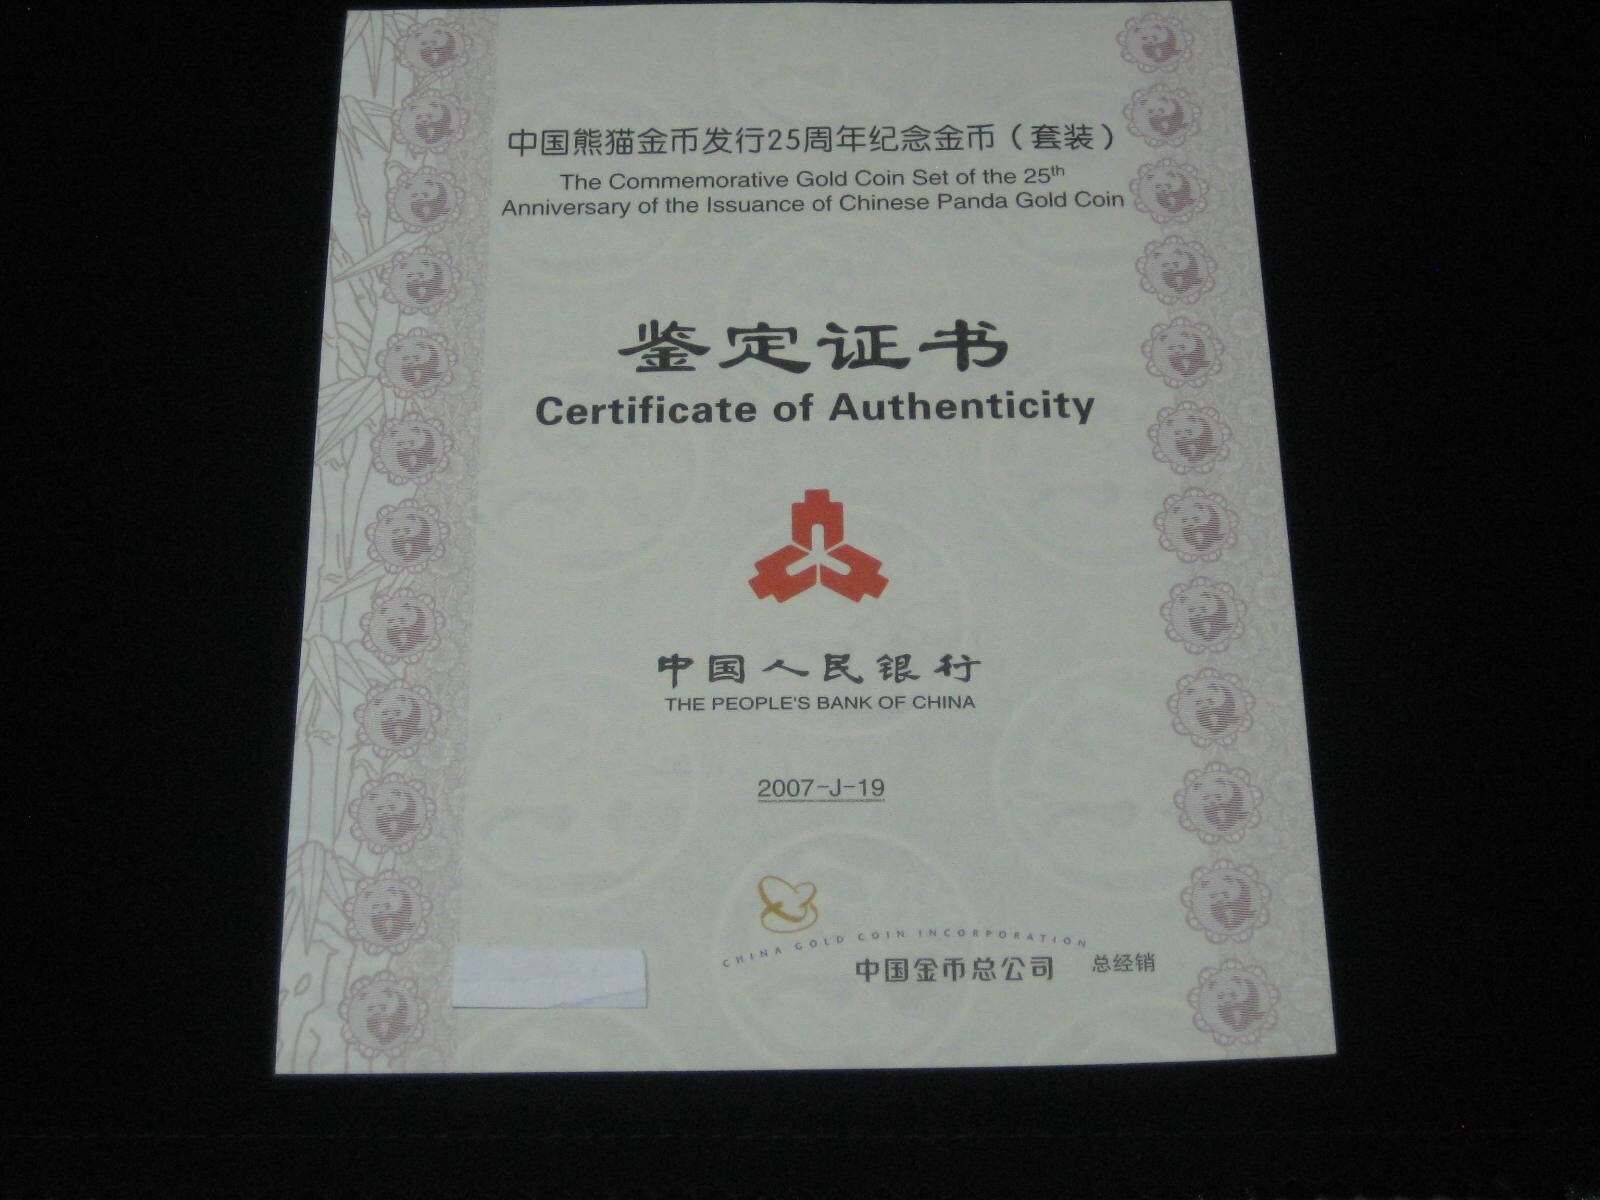 中国熊猫金币发行25周年纪念金币（套装）
The Commemorative Gold Coin Set of the 25th
Anniversary of the Issuance of Chinese Panda Gold Coin
鉴定证书
Certificate of Authenticity
中国人民银行
THE PEOPLE'S BANK OF CHINA
2007-J-19
CHINA GOLD COIN INCORPORATION
中国金币总公司 总经销